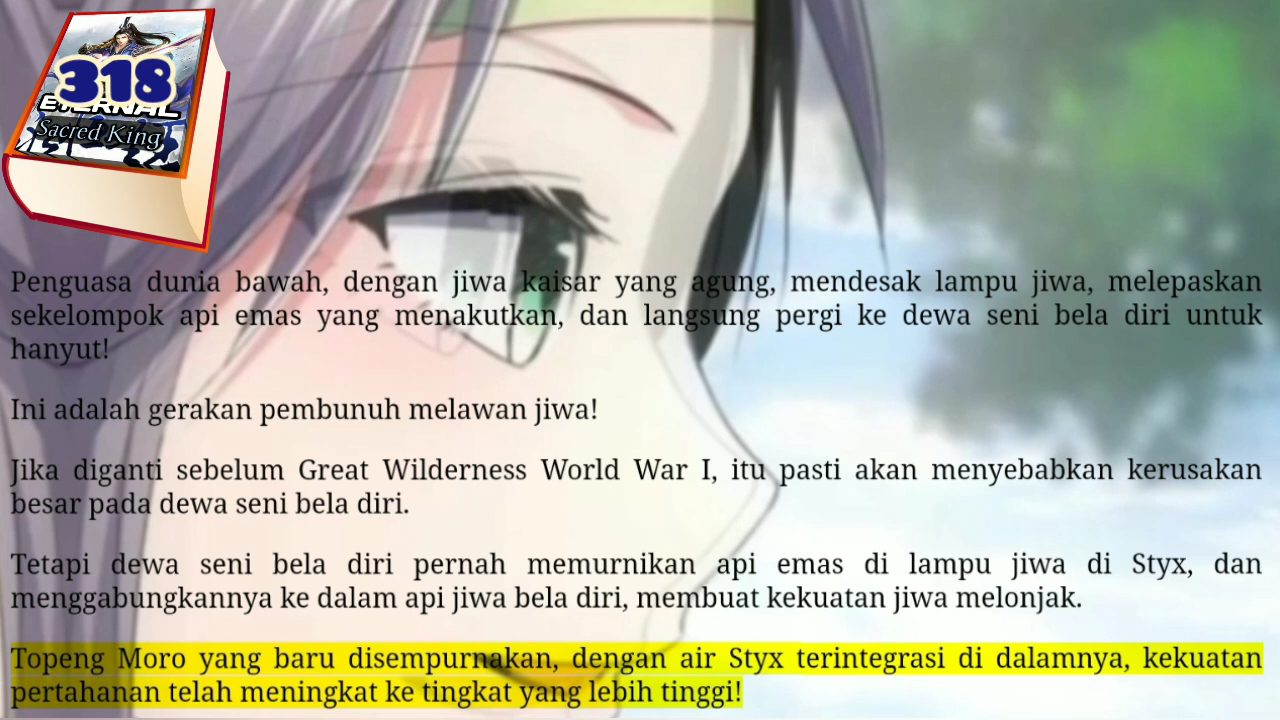 318
ETERNAL
Sacred King
Penguasa dunia bawah, dengan jiwa kaisar yang agung, mendesak lampu jiwa, melepaskan
sekelompok api emas yang menakutkan, dan langsung pergi ke dewa seni bela diri untuk
hanyut!
Ini adalah gerakan pembunuh melawan jiwa!
Jika diganti sebelum Great Wilderness World War I, itu pasti akan menyebabkan kerusakan
besar pada dewa seni bela diri.
Tetapi dewa seni bela diri pernah memurnikan api emas di lampu jiwa di Styx, dan
menggabungkannya ke dalam api jiwa bela diri, membuat kekuatan jiwa melonjak.
Topeng Moro yang baru disempurnakan, dengan air Styx terintegrasi di dalamnya, kekuatan
pertahanan telah meningkat ke tingkat yang lebih tinggi!